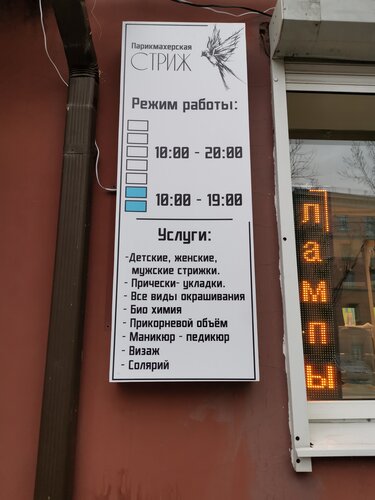 Парикмахерская
СТРИЖ
Режим работы:
10:00 - 20:00
10:00 - 19:00
Услуги:
-Детские, женские,
мужские стрижки.
- Прически- укладки.
- Все виды окрашивания
- Био химия
- Прикорневой объём
- Маникюр - педикюр
- Визаж
- Солярий
лампы